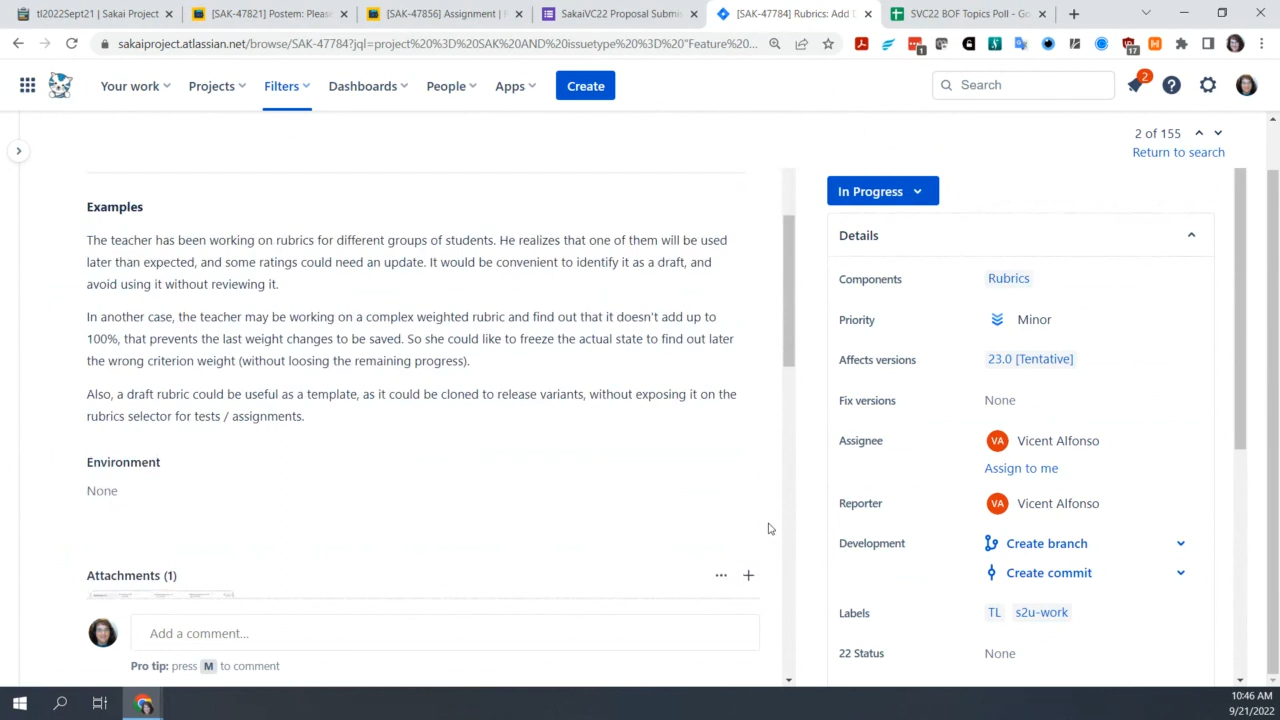 tl2022Sept21 | Sakai Project
[SAK-47821] Postem: Please
[SAK-47856] Assignment | F
SakaiVC22 Proposal Submiss
[SAK-47784] Rubrics: Add D
SVC22 BOF Topics Poll - Goo
sakaiproject.atlassian.net/browse/SAK-47784?jql=project%20%3D%20SAK%20AND%20issuetype%20%3D%20"Feature%...
1
17
Your work
Projects
Filters
Dashboards
People
Apps
Create
Search
2
2 of 155
Return to search
Examples
The teacher has been working on rubrics for different groups of students. He realizes that one of them will be used
later than expected, and some ratings could need an update. It would be convenient to identify it as a draft, and
avoid using it without reviewing it.
In another case, the teacher may be working on a complex weighted rubric and find out that it doesn't add up to
100%, that prevents the last weight changes to be saved. So she could like to freeze the actual state to find out later
the wrong criterion weight (without loosing the remaining progress).
Also, a draft rubric could be useful as a template, as it could be cloned to release variants, without exposing it on the
rubrics selector for tests / assignments.
Environment
None
Attachments (1)
Add a comment...
Pro tip: press M to comment
In Progress
Details
Components
Rubrics
Priority
Minor
Affects versions
23.0 [Tentative]
Fix versions
None
Assignee
VA Vicent Alfonso
Assign to me
Reporter
VA Vicent Alfonso
Development
Create branch
Create commit
Labels
TL s2u-work
22 Status
None
10:46 AM
9/21/2022